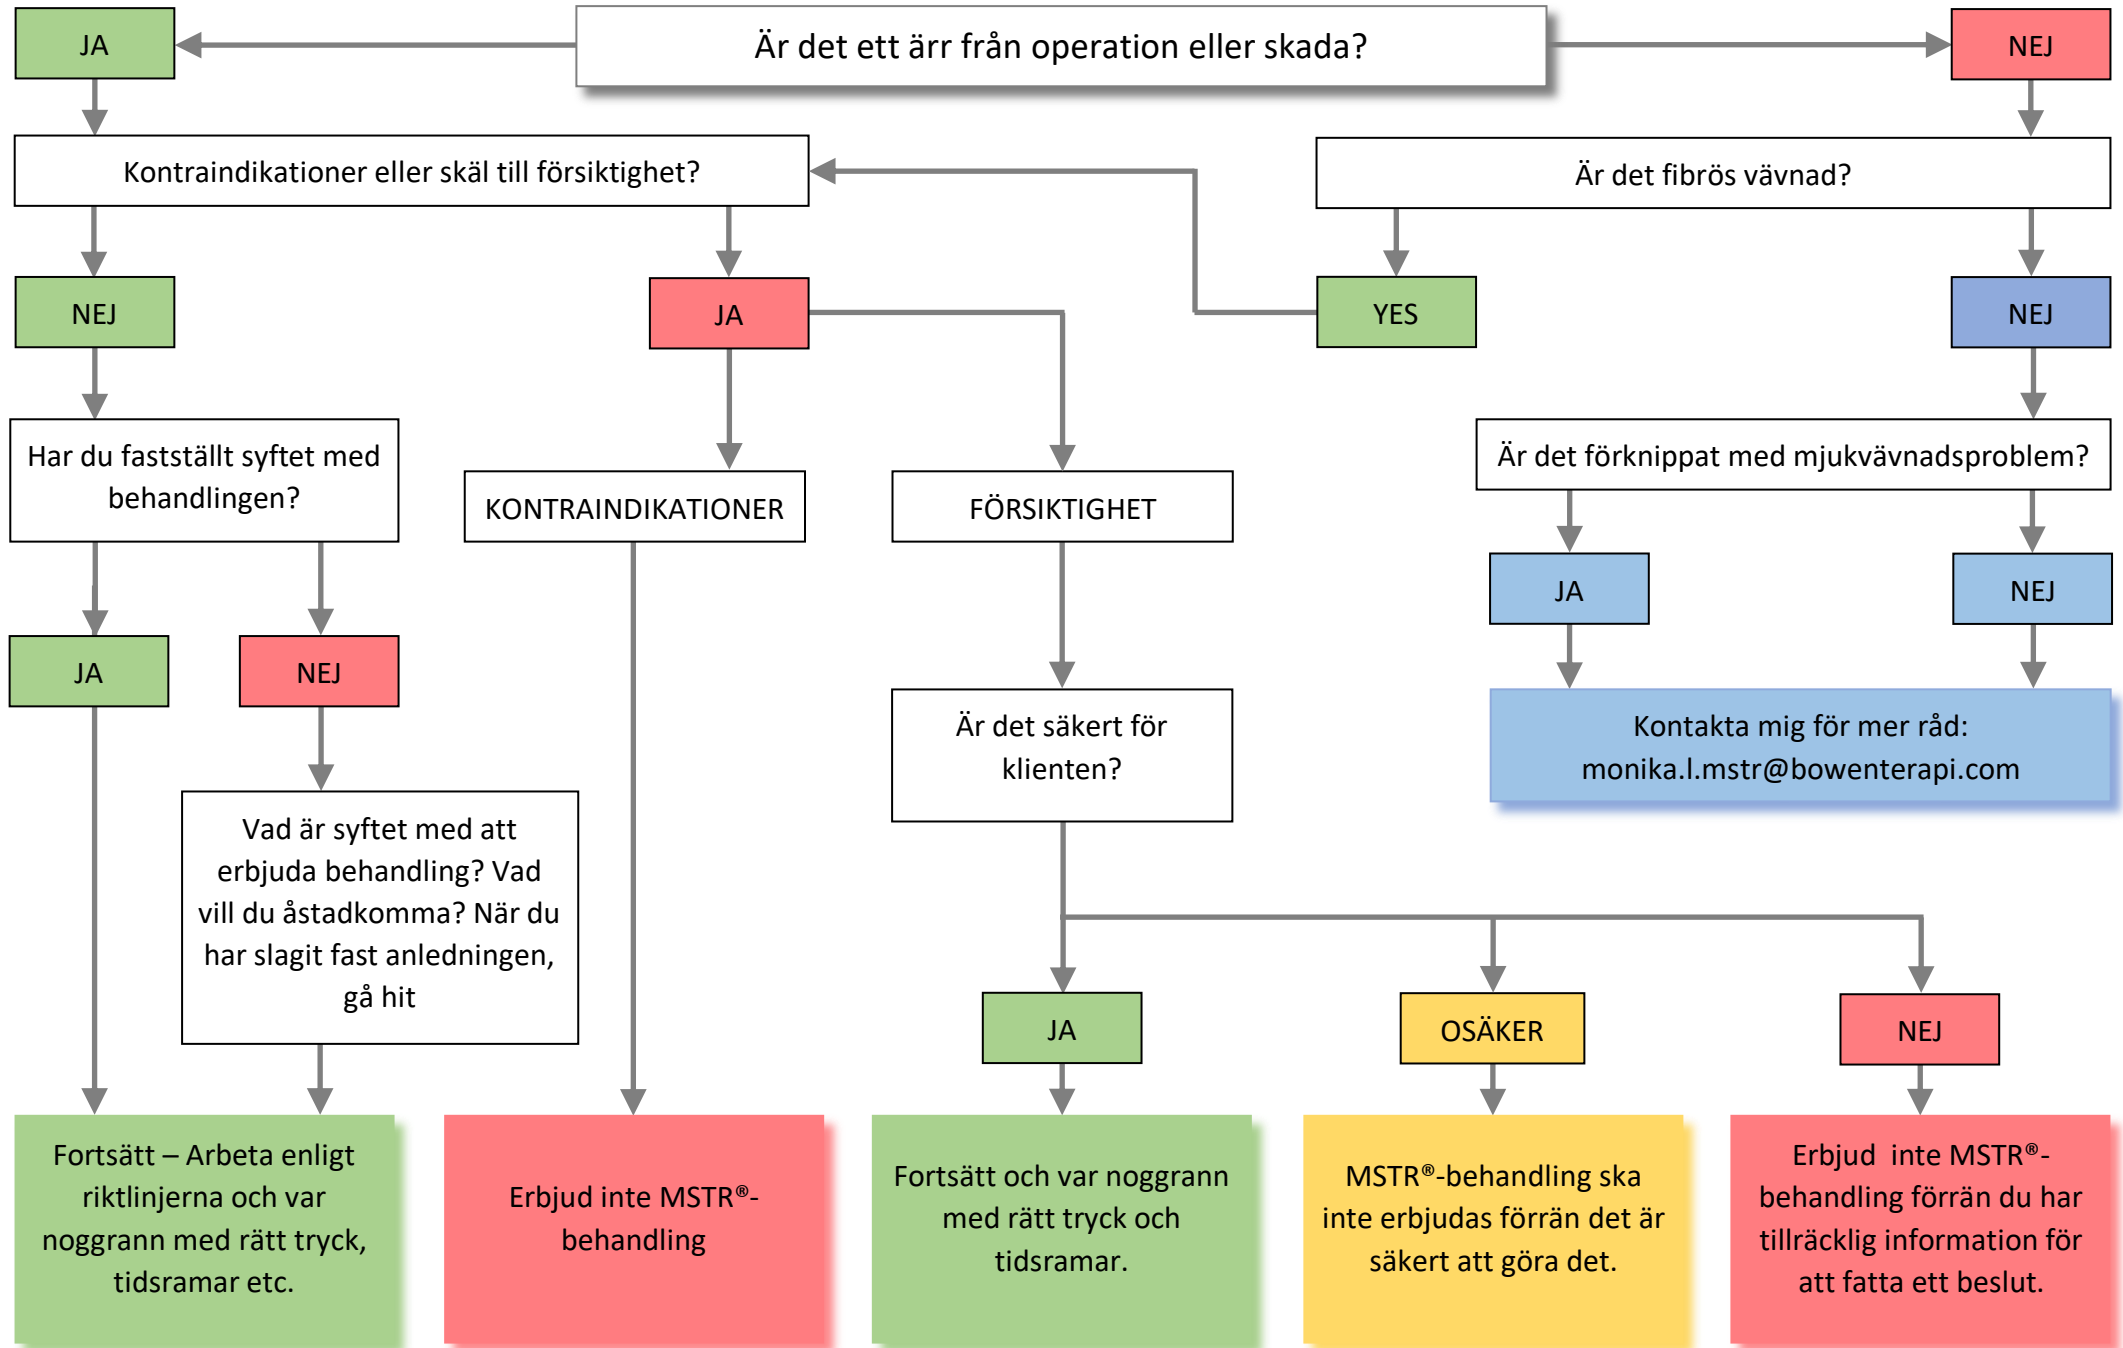 JA
Är det ett ärr från operation eller skada?
NEJ
Kontraindikationer eller skäl till försiktighet?
Är det fibrös vävnad?
NEJ
JA
YES
NEJ
Har du fastställt syftet med
behandlingen?
KONTRAINDIKATIONER
FÖRSIKTIGHET
Är det förknippat med mjukvävnadsproblem?
JA
NEJ
JA
NEJ
Är det säkert för
klienten?
Kontakta mig för mer råd:
monika.l.mstr@bowenterapi.com
Vad är syftet med att
erbjuda behandling? Vad
vill du åstadkomma? När du
har slagit fast anledningen,
gå hit
JA
OSÄKER
NEJ
Fortsätt – Arbeta enligt
riktlinjerna och var
noggrann med rätt tryck,
tidsramar etc.
Erbjud inte MSTR®-
behandling
Fortsätt och var noggrann
med rätt tryck och
tidsramar.
MSTR®-behandling ska
inte erbjudas förrän det är
säkert att göra det.
Erbjud  inte MSTR®-
behandling förrän du har
tillräcklig information för
att fatta ett beslut.